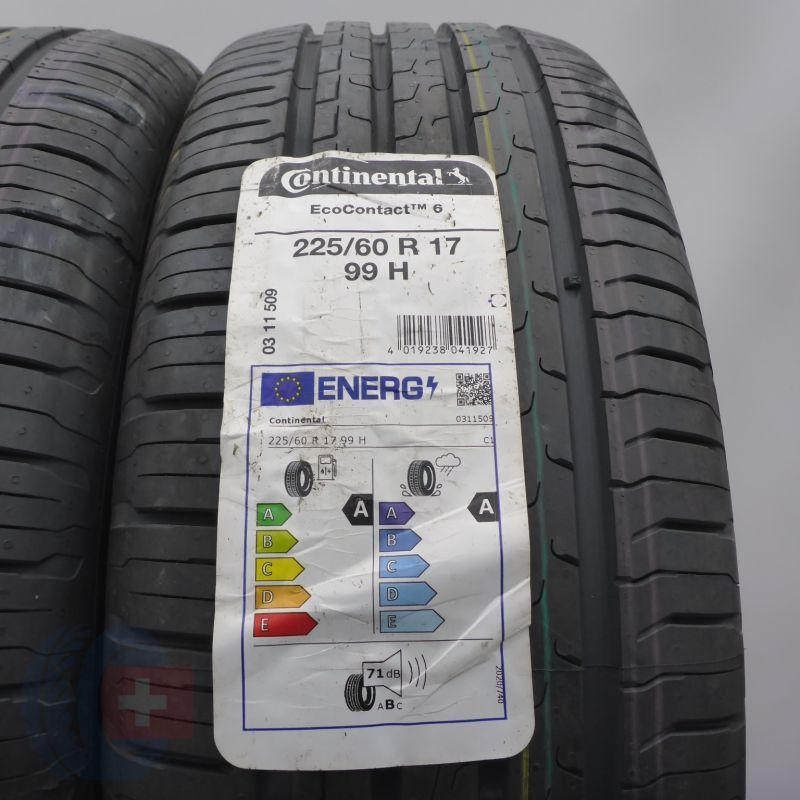 Continental
EcoContact™ 6
225/60 R 17
99 H
03 11 509
4 019238 041927
ENERG
Continental 0311509
225/60 R 17 99 H C1
A A
A A
B B
C C
D D
E E
71 dB
ABC
2020/740